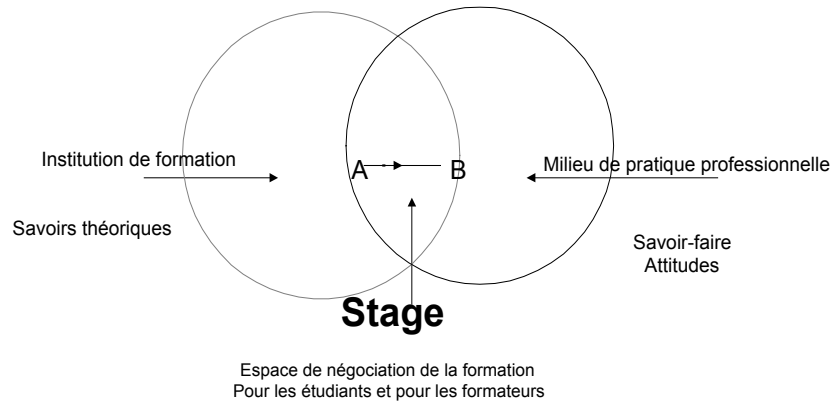 Institution de formation
A
B
Milieu de pratique professionnelle
Savoirs théoriques
Savoir-faire
Attitudes
Stage
Espace de négociation de la formation
Pour les étudiants et pour les formateurs